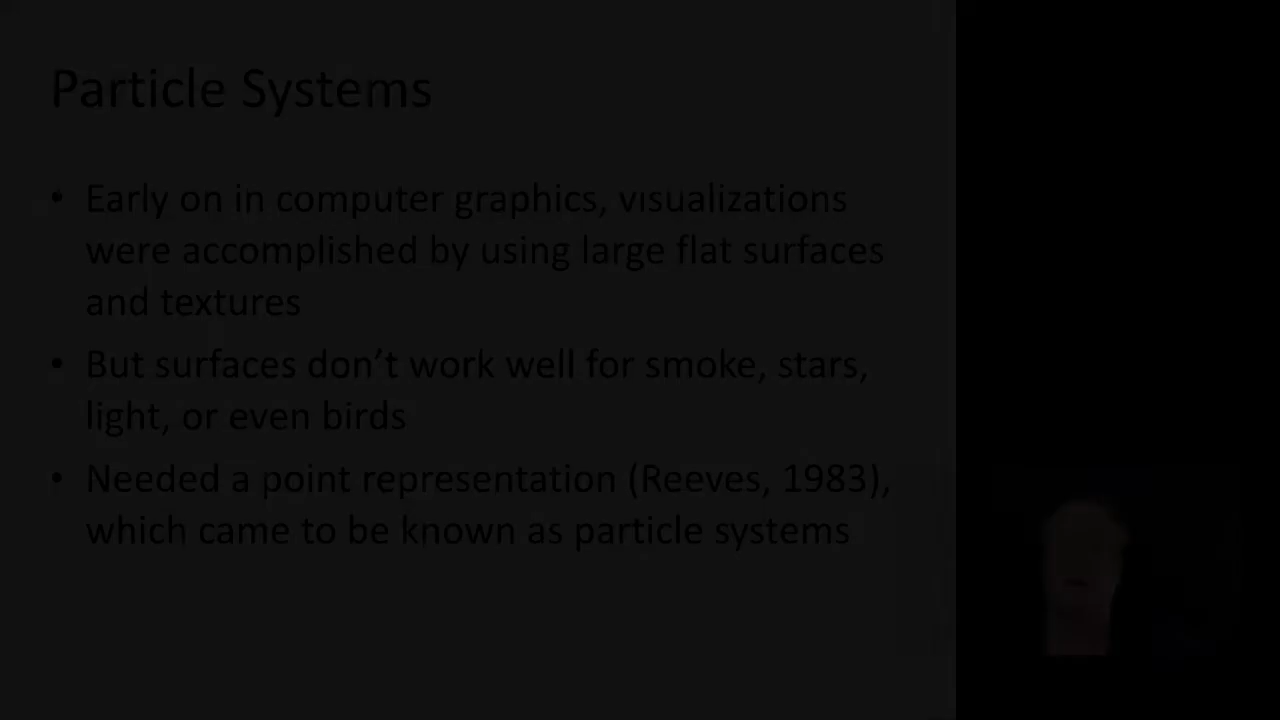 Particle Systems
• Early on in computer graphics, visualizations
were accomplished by using large flat surfaces
and textures
• But surfaces don’t work well for smoke, stars,
light, or even birds
• Needed a point representation (Reeves, 1983),
which came to be known as particle systems